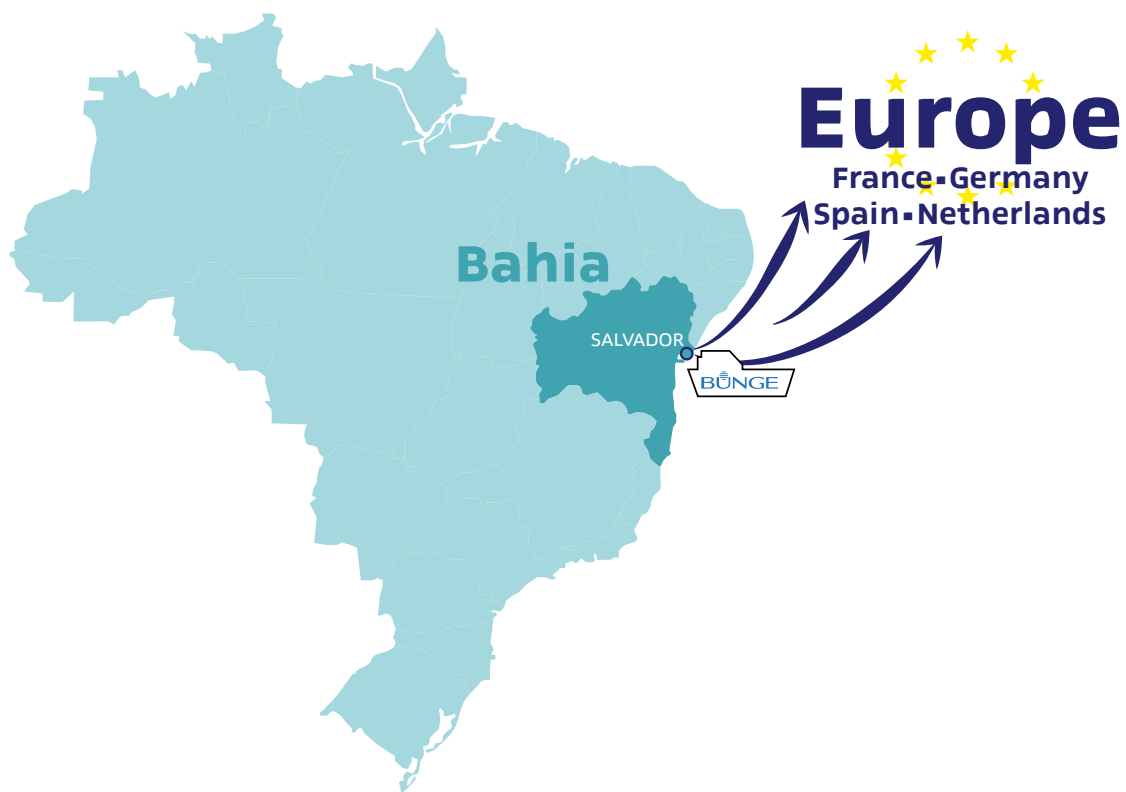 Europe
France▪Germany
Spain▪Netherlands
Bahia
SALVADOR
BUNGE